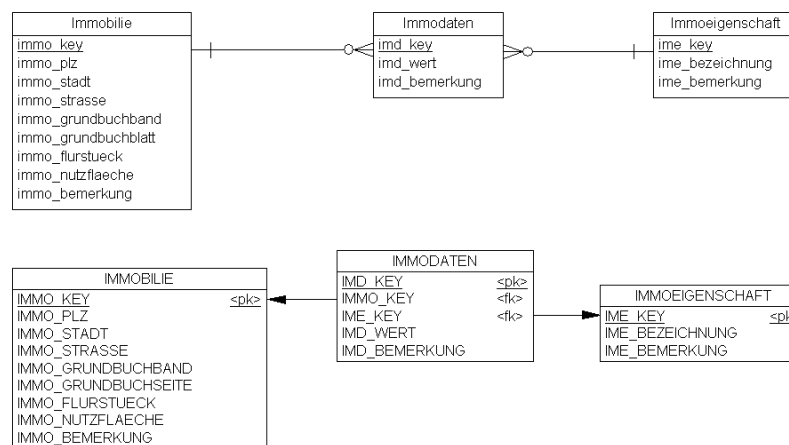 Immobilie
immo_key
immo_plz
immo_stadt
immo_strasse
immo_grundbuchband
immo_grundbuchblatt
immo_flurstueck
immo_nutzflaeche
immo_bemerkung
Immodaten
imd_key
imd_wert
imd_bemerkung
Immoeigenschaft
ime_key
ime_bezeichnung
ime_bemerkung
IMMOBILIE
IMMO_KEY <pk>
IMMO_PLZ
IMMO_STADT
IMMO_STRASSE
IMMO_GRUNDBUCHBAND
IMMO_GRUNDBUCHSEITE
IMMO_FLURSTUECK
IMMO_NUTZFLAECHE
IMMO_BEMERKUNG
IMMODATEN
IMD_KEY <pk>
IMMO_KEY <fk>
IME_KEY <fk>
IMD_WERT
IMD_BEMERKUNG
IMMOEIGENSCHAFT
IME_KEY <pk
IME_BEZEICHNUNG
IME_BEMERKUNG